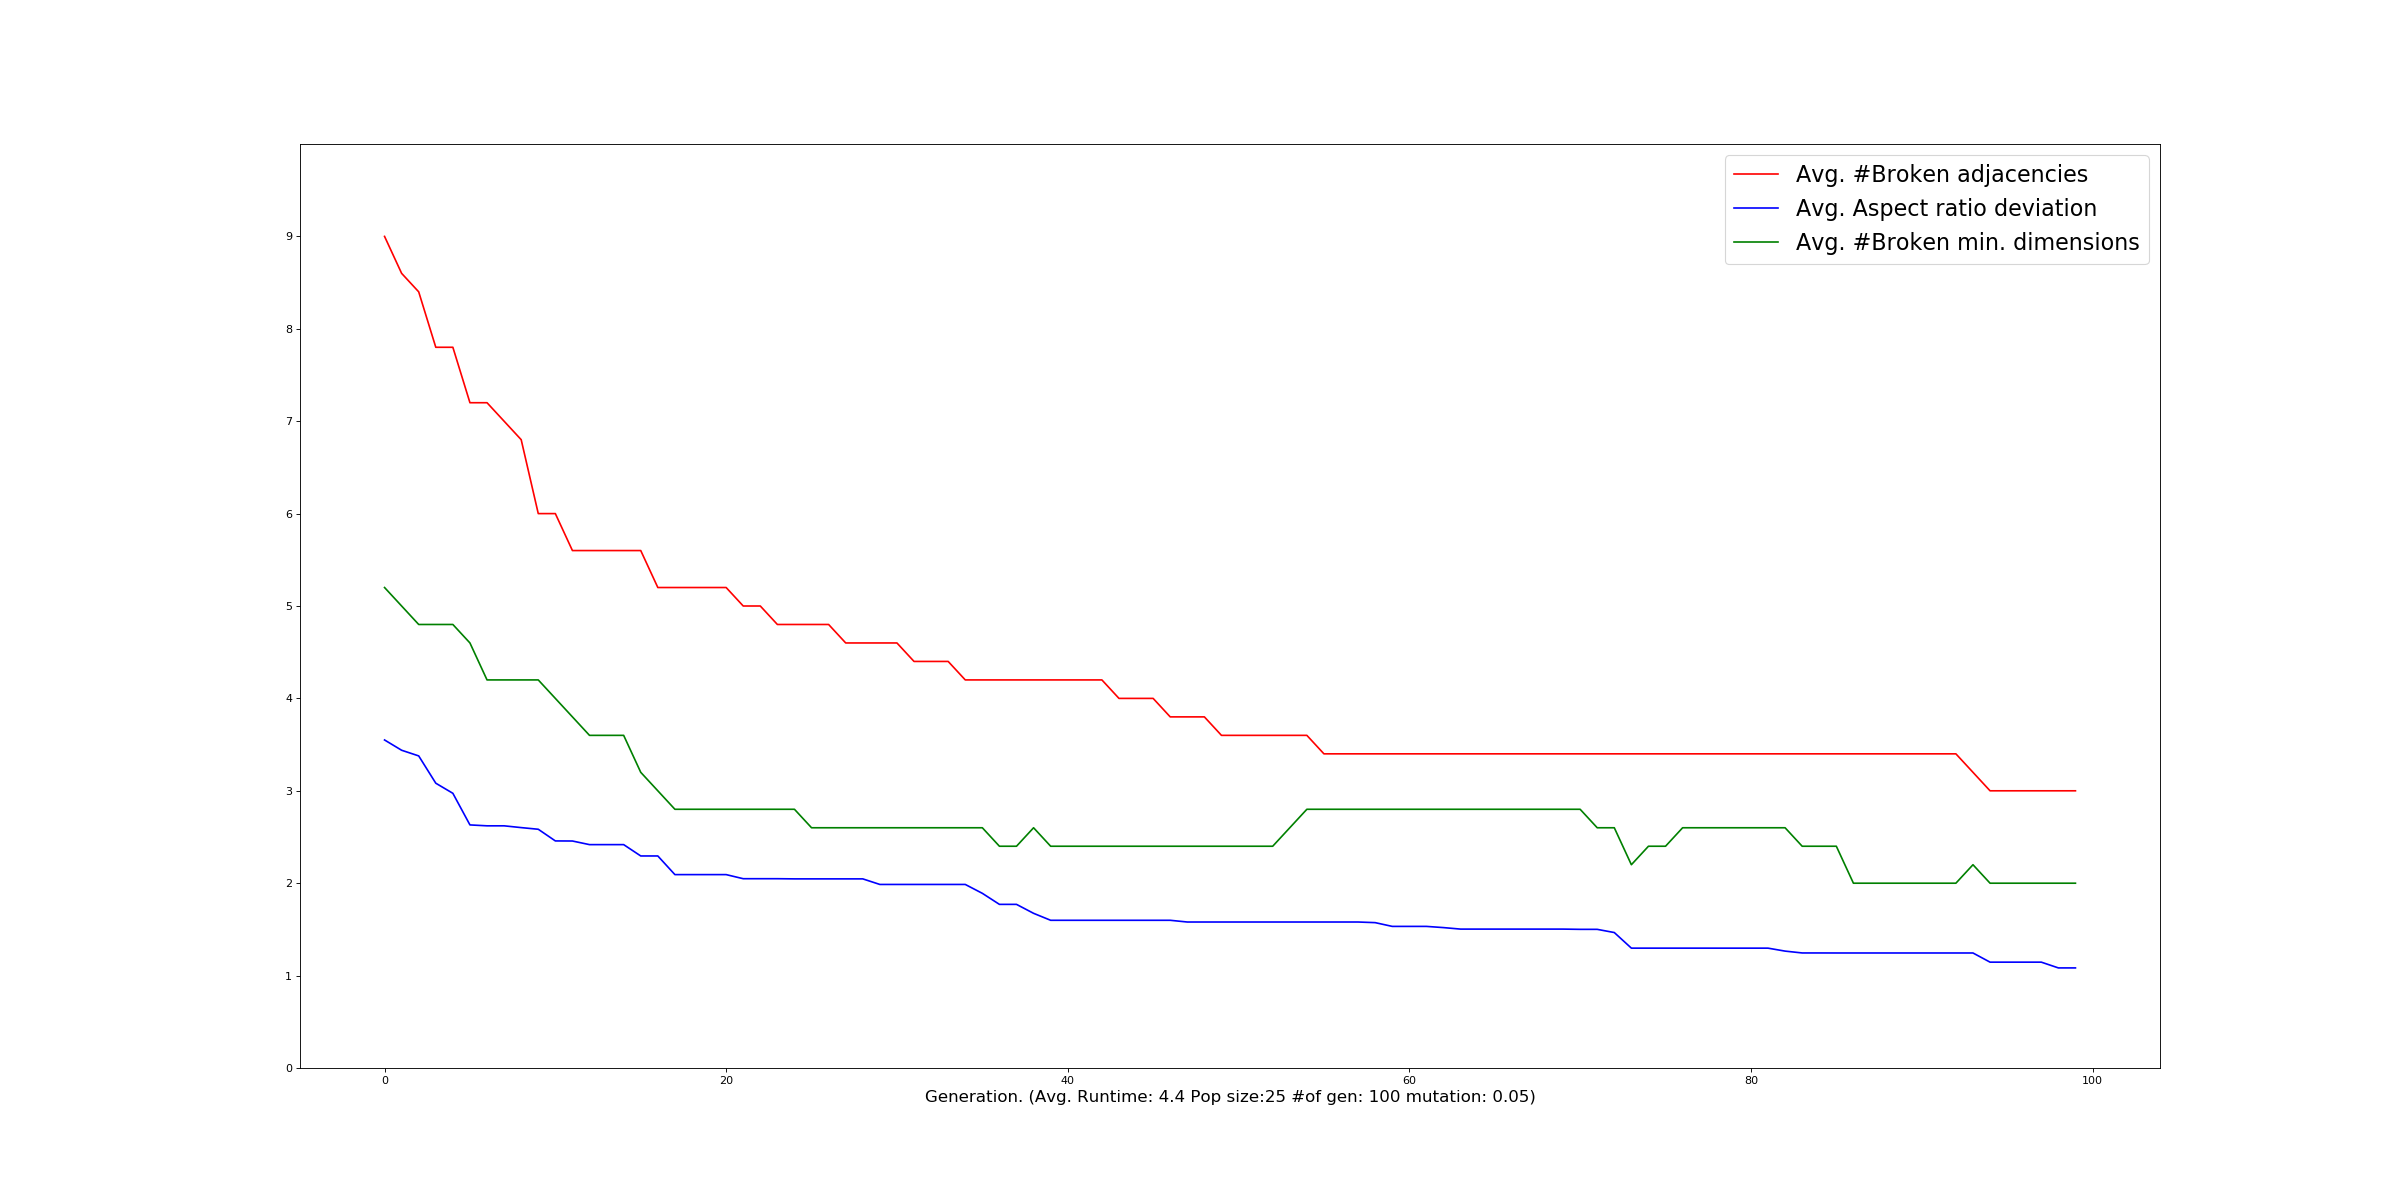 Avg. #Broken adjacencies
Avg. Aspect ratio deviation
Avg. #Broken min. dimensions
9
8
7
6
5
4
3
2
1
0
0 20 40 60 80 100
Generation. (Avg. Runtime: 4.4 Pop size:25 #of gen: 100 mutation: 0.05)